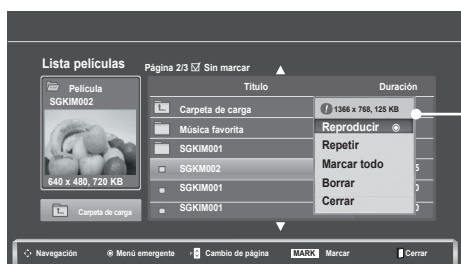 Lista películas
Página 2/3 ☑ Sin marcar
Película
SGKIM002
640 x 480, 720 KB
Carpeta de carga
Título
Duración
Carpeta de carga
Música favorita
SGKIM001
SGKM002
SGKIM001
SGKIM001
1366 x 768, 125 KB
Reproducir
Repetir
Marcar todo
Borrar
Cerrar
Navegación
Menú emergente
Cambio de página
MARK Marcar
Cerrar